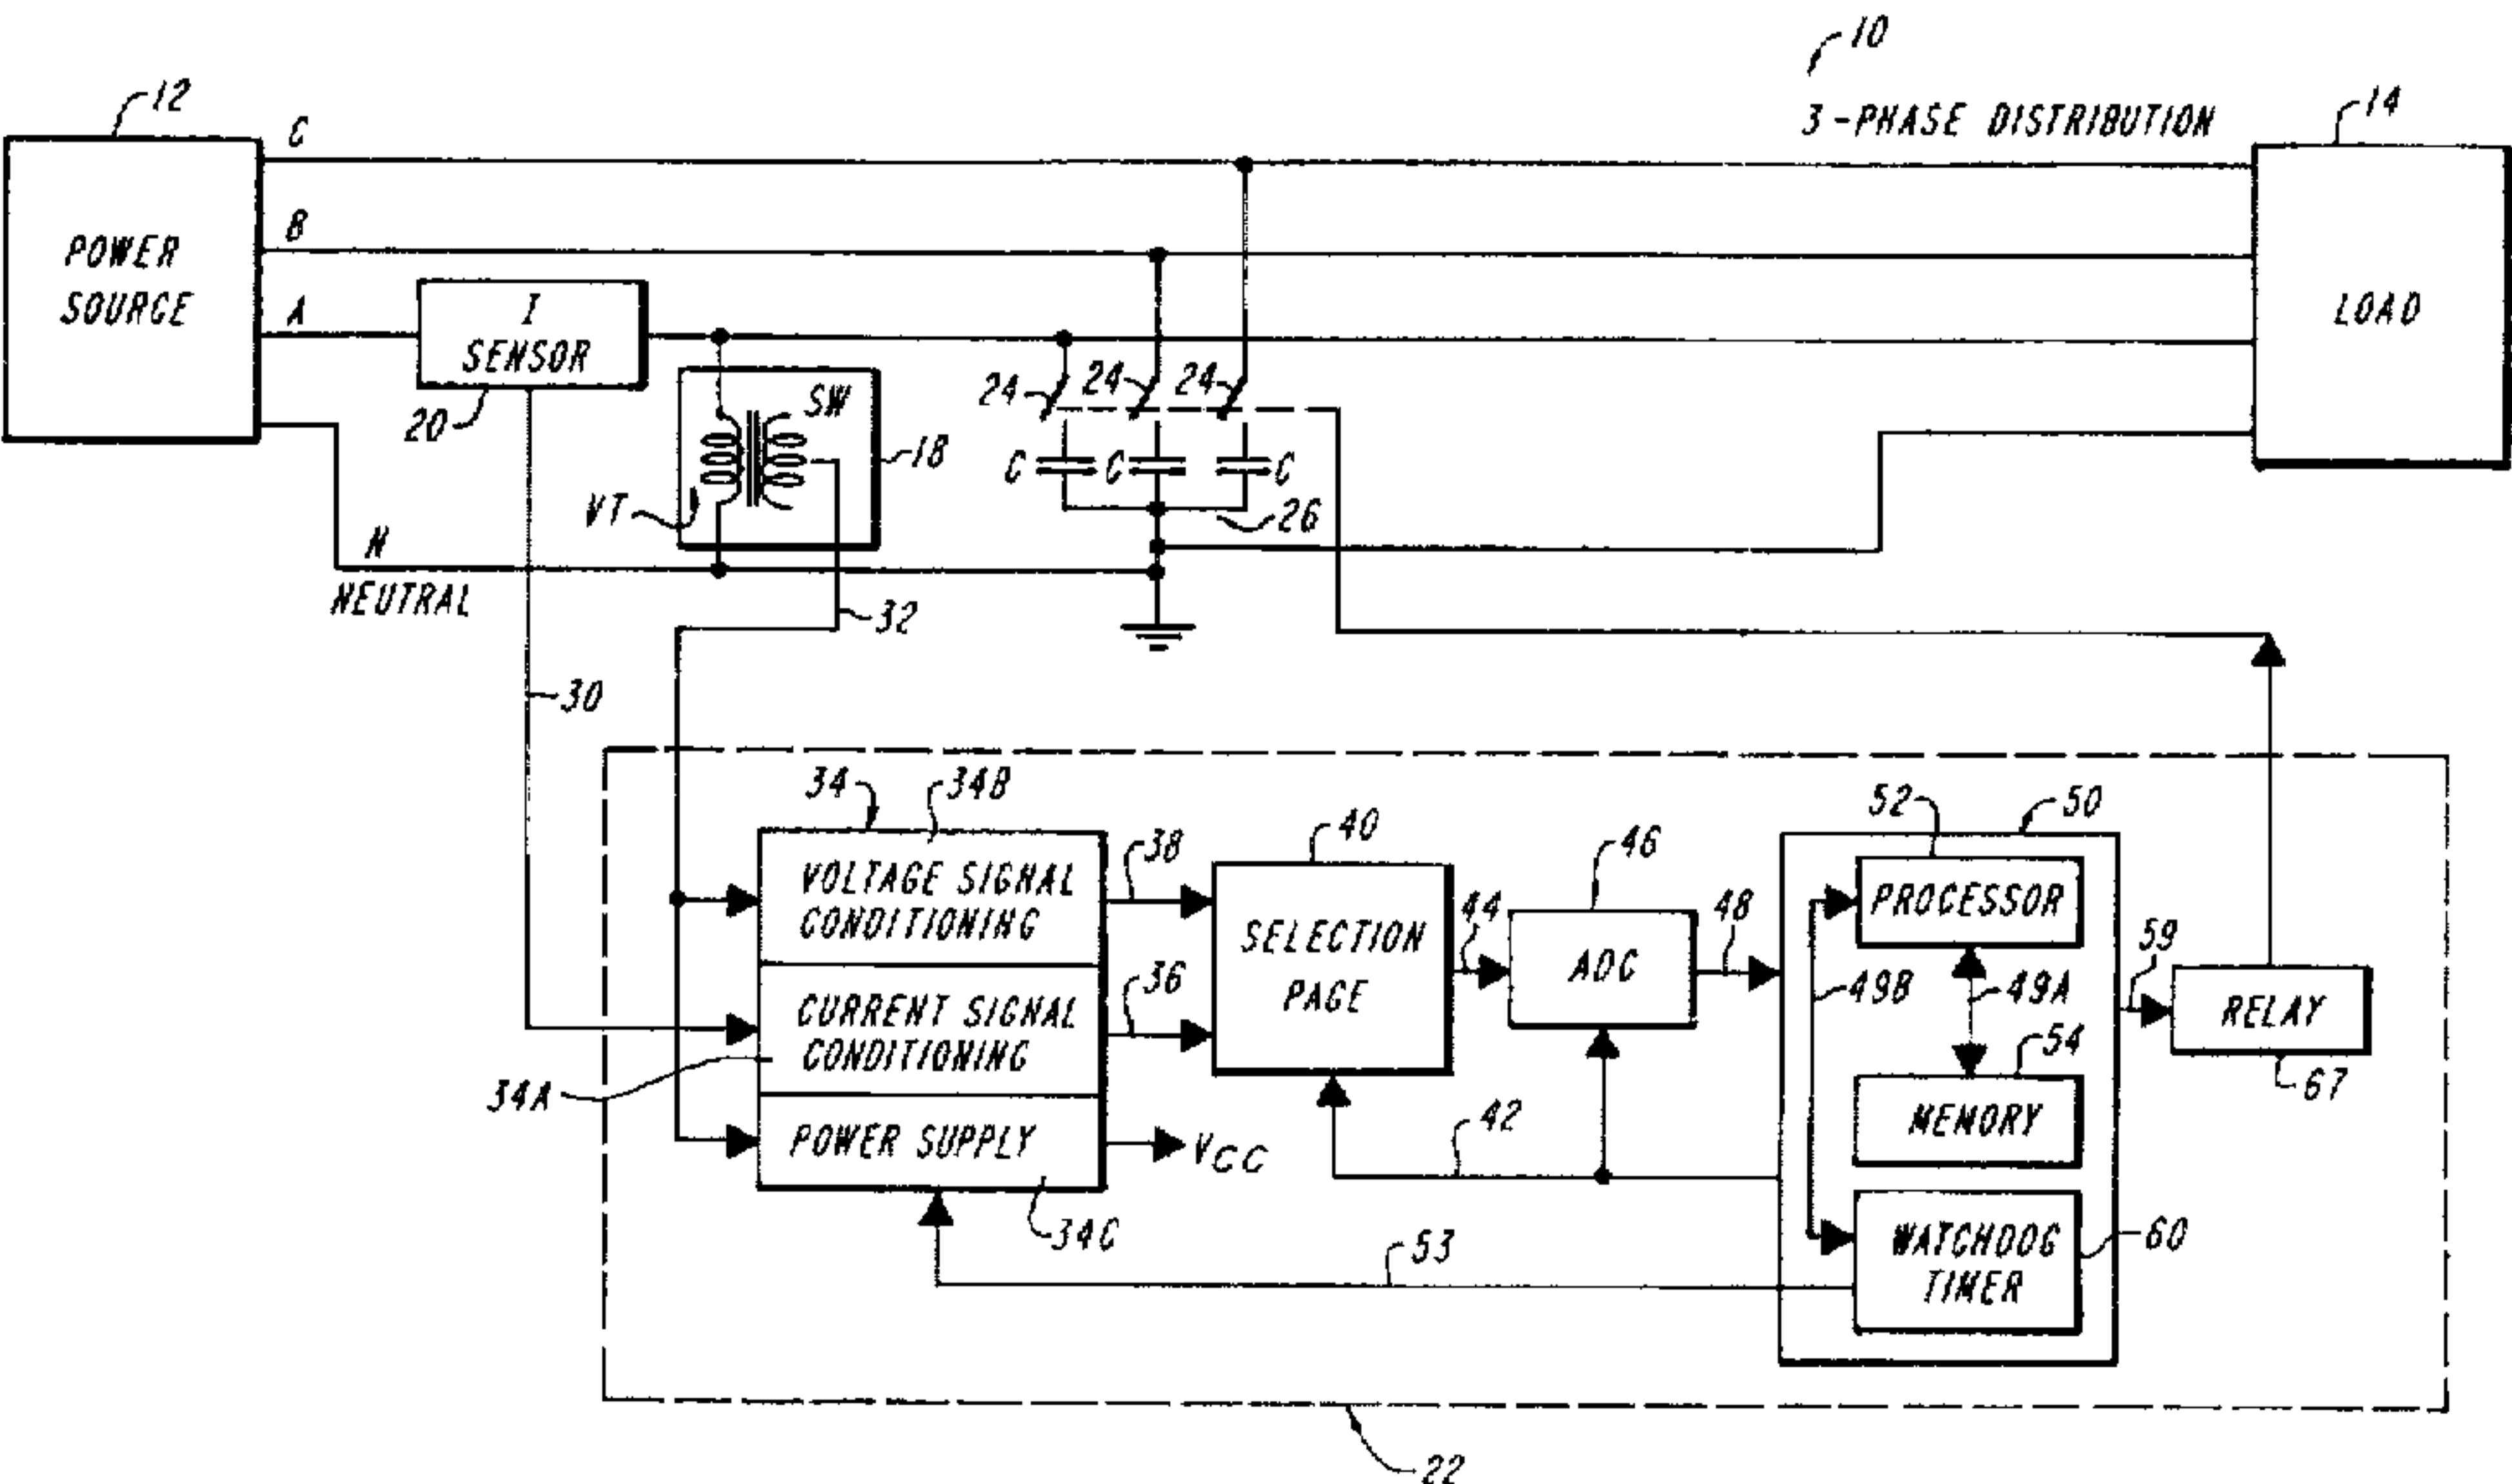 10
12
3-PHASE DISTRIBUTION
14
C
B
A
POWER
SOURCE
I
SENSOR
LOAD
20
SW
18
VT
24
24
24
C
C
C
26
N
NEUTRAL
32
30
34
34B
VOLTAGE SIGNAL
CONDITIONING
CURRENT SIGNAL
CONDITIONING
34A
POWER SUPPLY
34C
38
36
VCC
40
SELECTION
PAGE
44
46
ADC
48
42
53
50
52
PROCESSOR
49B
49A
54
MEMORY
WATCHDOG
TIMER
60
59
RELAY
67
22